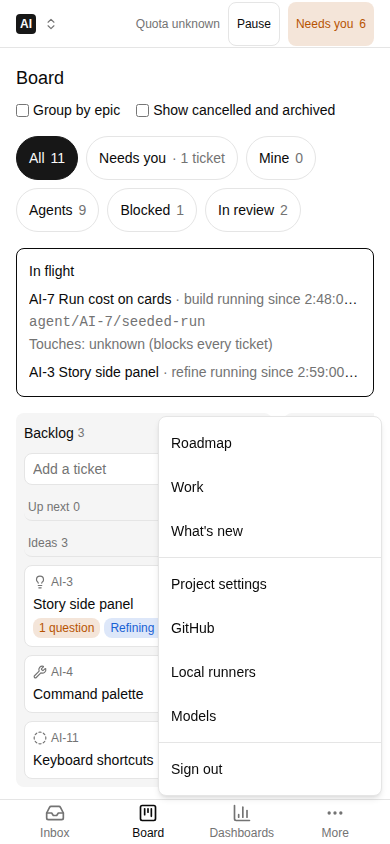 AI
Quota unknown
Pause
Needs you 6
Board
Group by epic
Show cancelled and archived
All 11
Needs you · 1 ticket
Mine 0
Agents 9
Blocked 1
In review 2
In flight
AI-7 Run cost on cards · build running since 2:48:0…
agent/AI-7/seeded-run
Touches: unknown (blocks every ticket)
AI-3 Story side panel · refine running since 2:59:00…
Backlog 3
Add a ticket
Up next 0
Ideas 3
AI-3
Story side panel
1 question
Refining
AI-4
Command palette
AI-11
Keyboard shortcuts
Roadmap
Work
What's new
Project settings
GitHub
Local runners
Models
Sign out
Inbox
Board
Dashboards
More